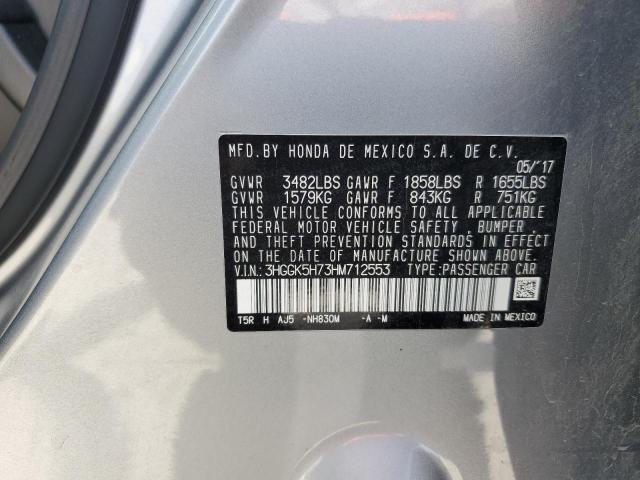 MFD. BY HONDA DE MEXICO S.A. DE C.V.
05/'17
GVWR 3482LBS GAWR F 1858LBS R 1655LBS
GVWR 1579KG GAWR F 843KG R 751KG
THIS VEHICLE CONFORMS TO ALL APPLICABLE
FEDERAL MOTOR VEHICLE SAFETY, BUMPER,
AND THEFT PREVENTION STANDARDS IN EFFECT
ON THE DATE OF MANUFACTURE SHOWN ABOVE.
V.I.N.: 3HGGK5H73HM712553 TYPE: PASSENGER CAR
T5R H AJ5 -NH830M -A -M MADE IN MEXICO